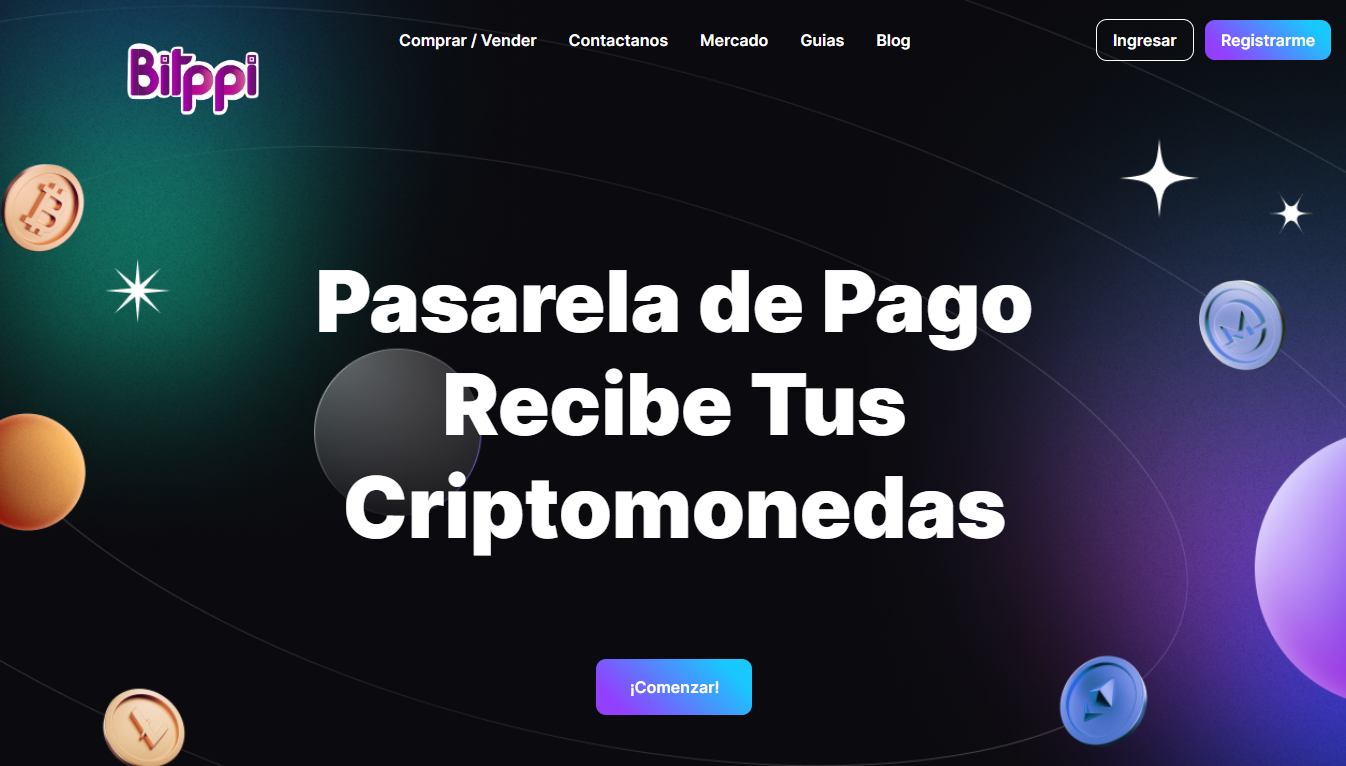 Bitppi
Comprar / Vender
Contactanos
Mercado
Guias
Blog
Ingresar
Registrarme
Pasarela de Pago
Recibe Tus
Criptomonedas
¡Comenzar!